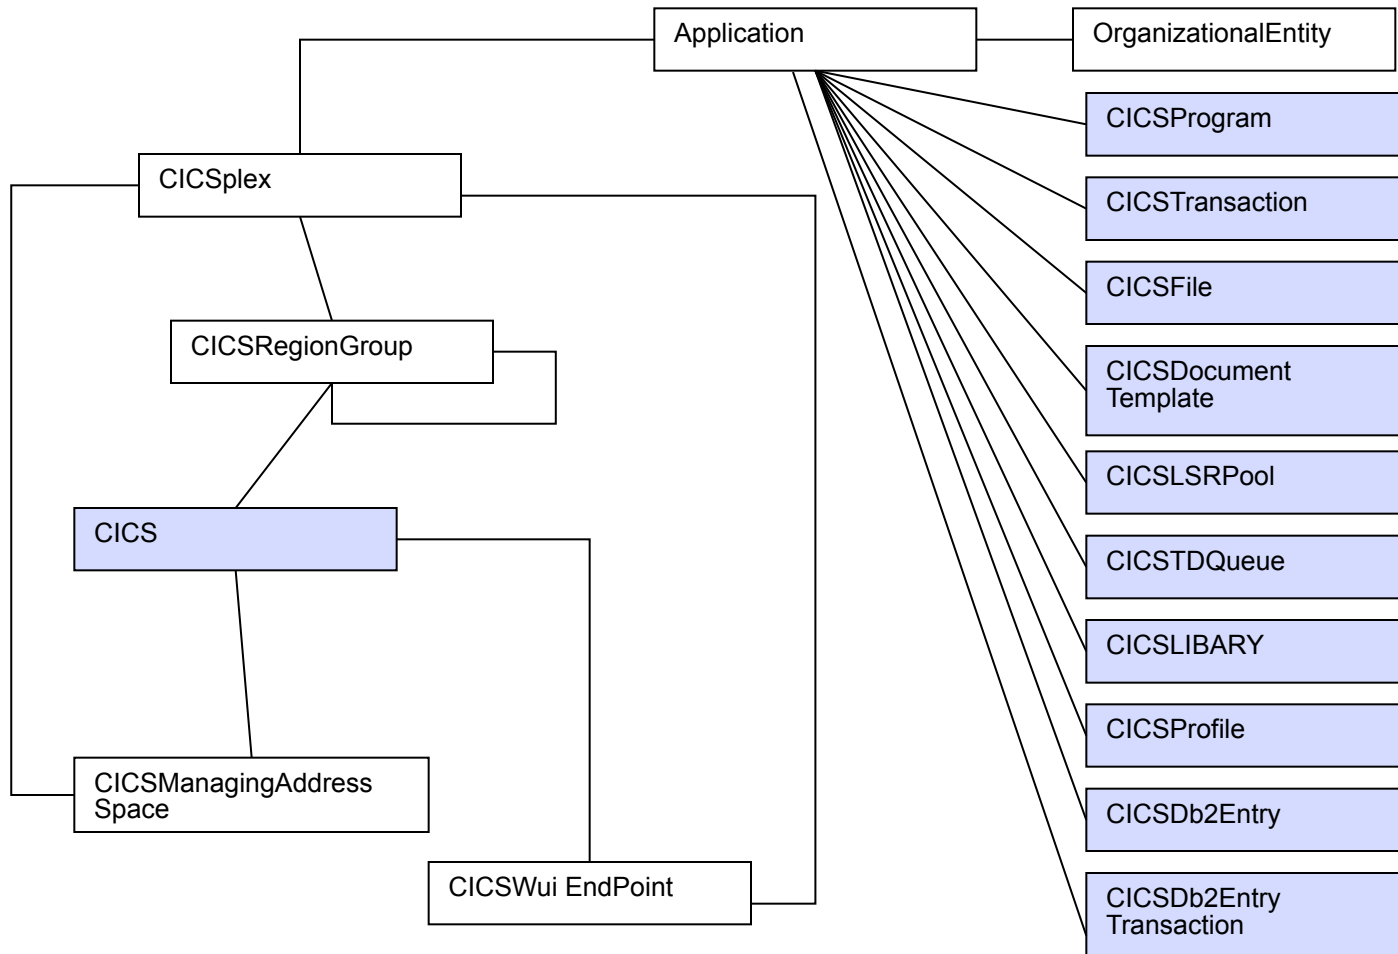 Application
OrganizationalEntity
CICSProgram
CICSplex
CICSTransaction
CICSFile
CICSRegionGroup
CICSDocument
Template
CICSLSRPool
CICS
CICSTDQueue
CICSLIBARY
CICSProfile
CICSManagingAddress
Space
CICSDb2Entry
CICSWui EndPoint
CICSDb2Entry
Transaction